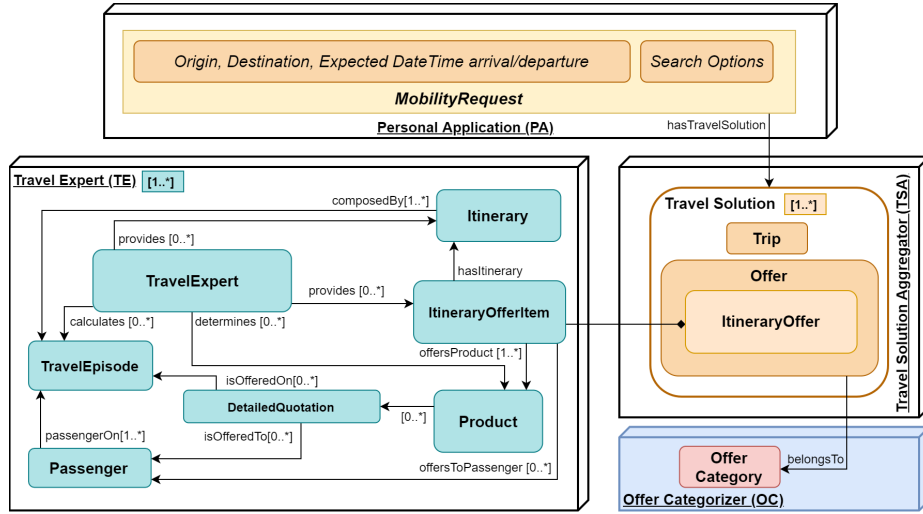 Origin, Destination, Expected DateTime arrival/departure
Search Options
MobilityRequest
Personal Application (PA)
hasTravelSolution
Travel Expert (TE)
[1..*]
composedBy[1..*]
Itinerary
provides [0..*]
hasItinerary
TravelExpert
provides [0..*]
ItineraryOfferItem
calculates [0..*]
determines [0..*]
offersProduct [1..*]
TravelEpisode
isOfferedOn[0..*]
DetailedQuotation
[0..*]
Product
isOfferedTo[0..*]
passengerOn[1..*]
Passenger
offersToPassenger [0..*]
Travel Solution
[1..*]
Trip
Offer
ItineraryOffer
Travel Solution Aggregator (TSA)
belongsTo
Offer
Category
Offer Categorizer (OC)